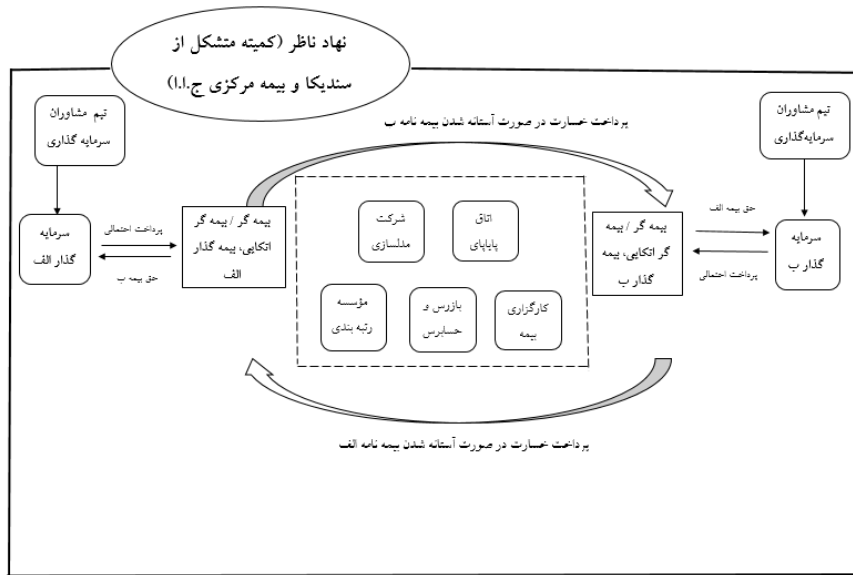 نهاد ناظر (کمیته متشکل از
سندیکا و بیمه مرکزی ج.ا.ا)
تیم مشاوران
سرمایه‌گذاری
تیم مشاوران
سرمایه گذاری
پرداخت خسارت در صورت آستانه شدن بیمه نامه ب
سرمایه
گذار ب
حق بیمه الف
پرداخت احتمالی
بیمه گر / بیمه
گر اتکایی، بیمه
گذار ب
اتاق
پایاپای
شرکت
مدلسازی
کارگزاری
بیمه
بازرس و
حسابرس
مؤسسه
رتبه بندی
بیمه گر / بیمه گر
اتکایی، بیمه گذار
الف
پرداخت احتمالی
حق بیمه ب
سرمایه
گذار الف
پرداخت خسارت در صورت آستانه شدن بیمه نامه الف